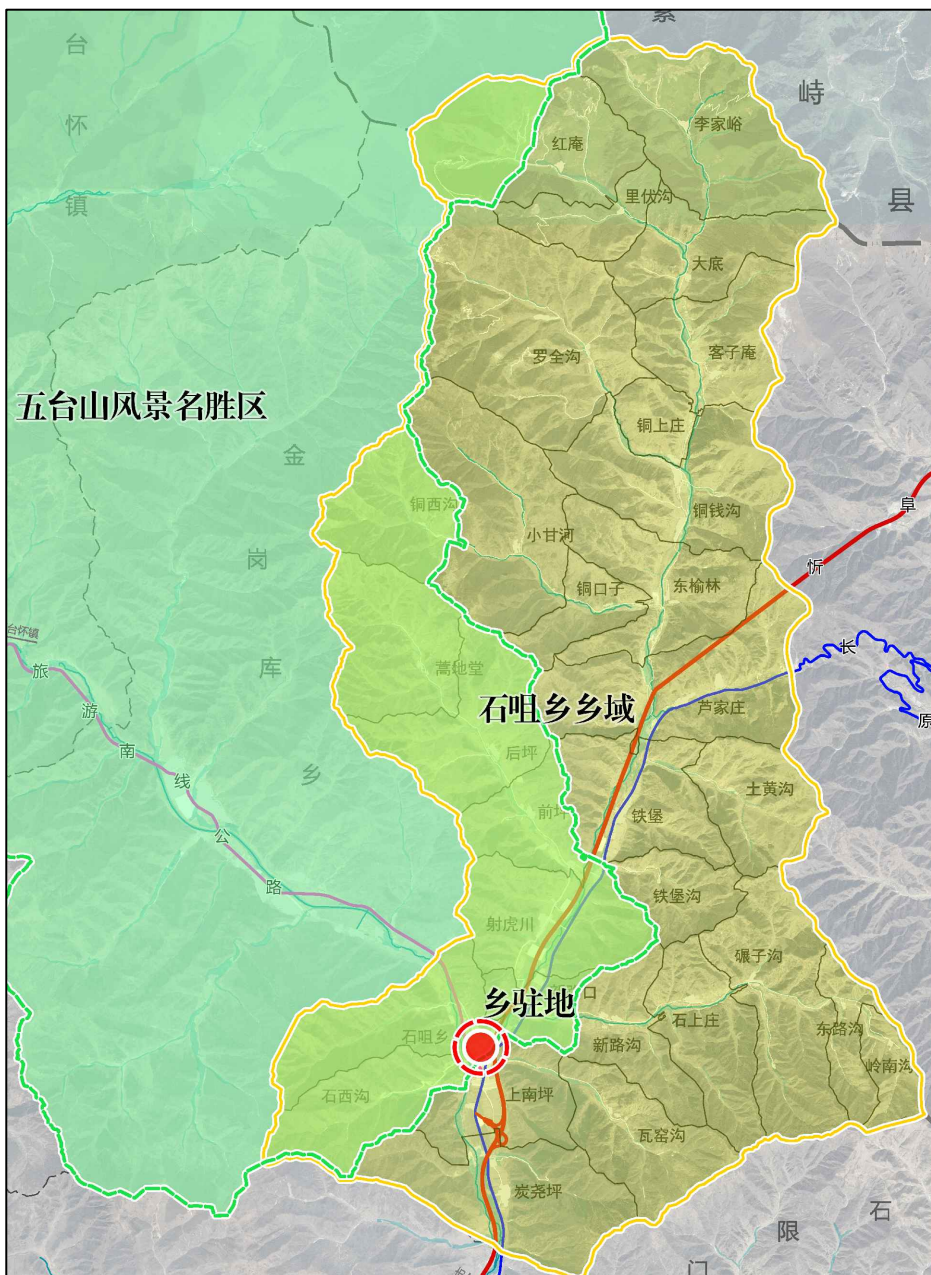 繁
峙
县
台
怀
镇
红庵
李家峪
里伏沟
大底
罗全沟
客子庵
五台山风景名胜区
铜上庄
金
岗
库
乡
铜西沟
铜钱沟
小甘河
阜
忻
铜口子
东榆林
台怀镇
旅
游
南
线
公
路
长
原
蒿地堂
石咀乡乡域
芦家庄
后坪
土黄沟
前坪
铁堡
铁堡沟
射虎川
碾子沟
乡驻地
口
石上庄
石咀乡
新路沟
东路沟
岭南沟
石西沟
上南坪
瓦窑沟
炭尧坪
石
限
门